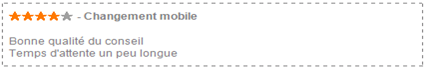 - Changement mobile
Bonne qualité du conseil
Temps d'attente un peu longue